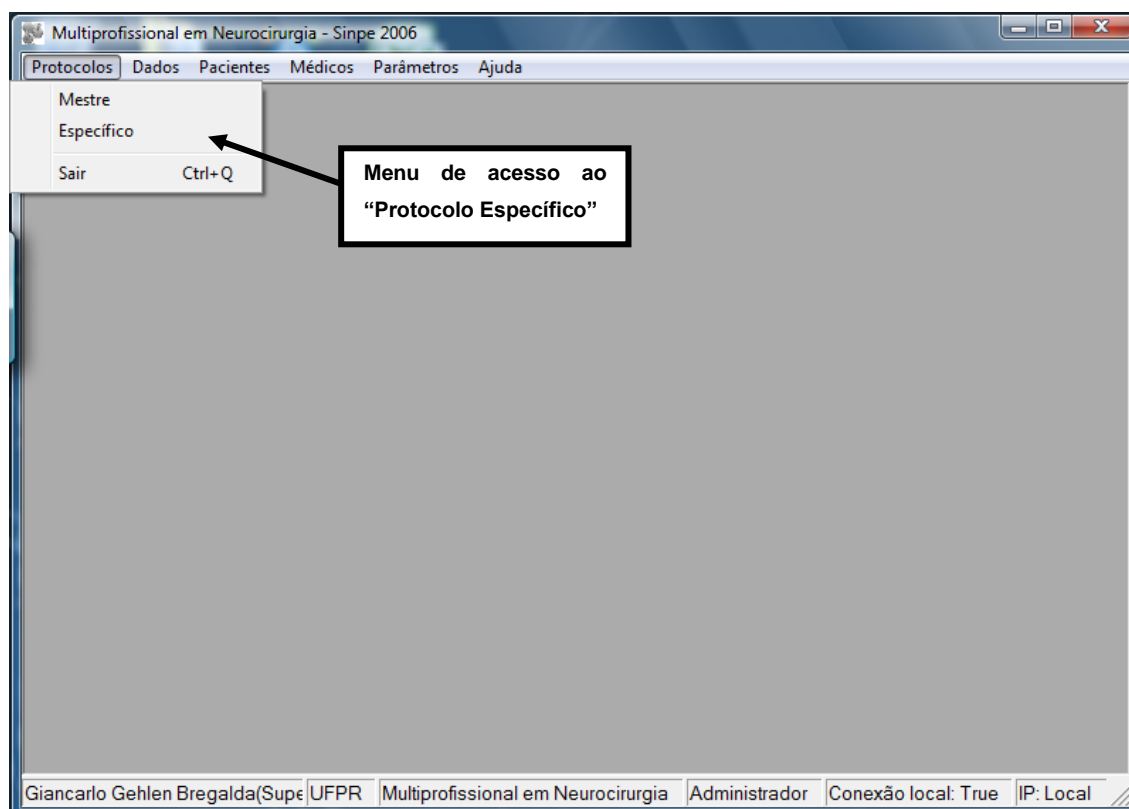 Multiprofissional em Neurocirurgia - Sinpe 2006
Protocolos Dados Pacientes Médicos Parâmetros Ajuda
Mestre
Específico
Sair Ctrl+Q
Menu de acesso ao
“Protocolo Específico”
Giancarlo Gehlen Bregalda(Supe UFPR Multiprofissional em Neurocirurgia Administrador Conexão local: True IP: Local